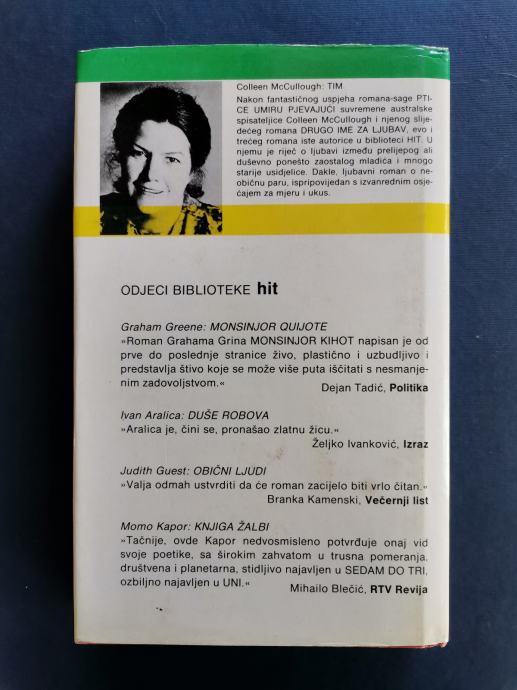 Colleen McCullough: TIM
Nakon fantastičnog uspjeha romana-sage PTI-
CE UMIRU PJEVAJUĆI suvremene australske
spisateljice Colleen McCullough i njenog slije-
dećeg romana DRUGO IME ZA LJUBAV, evo i
trećeg romana iste autorice u biblioteci HIT. U
njemu je riječ o ljubavi između prelijepog ali
duševno ponešto zaostalog mladića i mnogo
starije usidjelice. Dakle, ljubavni roman o ne-
običnu paru, ispripovijedan s izvanrednim osje-
ćajem za mjeru i ukus.
ODJECI BIBLIOTEKE hit
Graham Greene: MONSINJOR QUIJOTE
»Roman Grahama Grina MONSINJOR KIHOT napisan je od
prve do poslednje stranice živo, plastično i uzbudljivo i
predstavlja štivo koje se može više puta iščitati s nesmanje-
nim zadovoljstvom.«
Dejan Tadić, Politika
Ivan Aralica: DUŠE ROBOVA
»Aralica je, čini se, pronašao zlatnu žicu.«
Željko Ivanković, Izraz
Judith Guest: OBIČNI LJUDI
»Valja odmah ustvrditi da će roman zacijelo biti vrlo čitan.«
Branka Kamenski, Večernji list
Momo Kapor: KNJIGA ŽALBI
»Tačnije, ovde Kapor nedvosmisleno potvrđuje onaj vid
svoje poetike, sa širokim zahvatom u trusna pomeranja,
društvena i planetarna, stidljivo najavljen u SEDAM DO TRI,
ozbiljno najavljen u UNI.«
Mihailo Blečić, RTV Revija